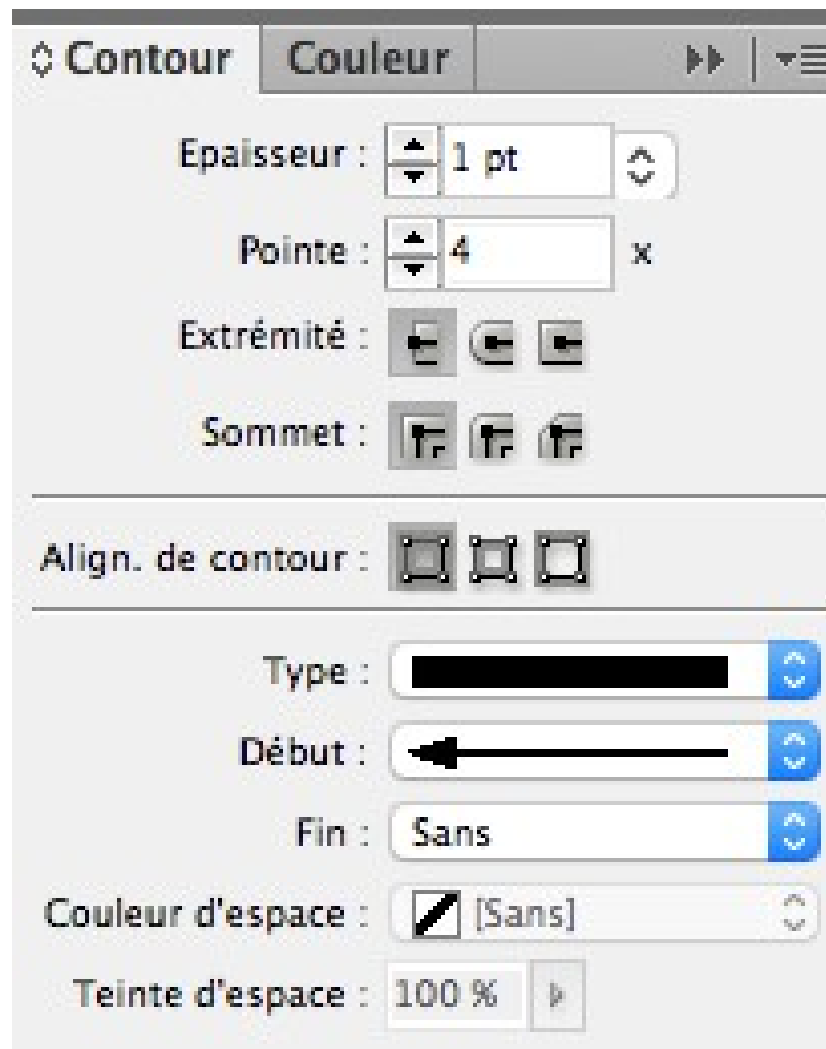 Contour Couleur
Epaisseur : 1 pt
Pointe : 4 x
Extrémité :
Sommet :
Align. de contour :
Type :
Début :
Fin : Sans
Couleur d'espace : [Sans]
Teinte d'espace : 100 %